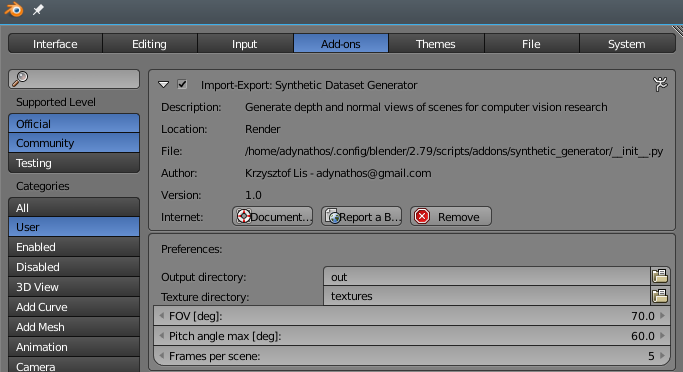 Interface Editing Input Add-ons Themes File System
Supported Level
Official
Community
Testing
Categories
All
User
Enabled
Disabled
3D View
Add Curve
Add Mesh
Animation
Camera
Import-Export: Synthetic Dataset Generator
Description: Generate depth and normal views of scenes for computer vision research
Location: Render
File: /home/adynathos/.config/blender/2.79/scripts/addons/synthetic_generator/__init__.py
Author: Krzysztof Lis - adynathos@gmail.com
Version: 1.0
Internet: Document... Report a B... Remove
Preferences:
Output directory: out
Texture directory: textures
FOV [deg]: 70.0
Pitch angle max [deg]: 60.0
Frames per scene: 5